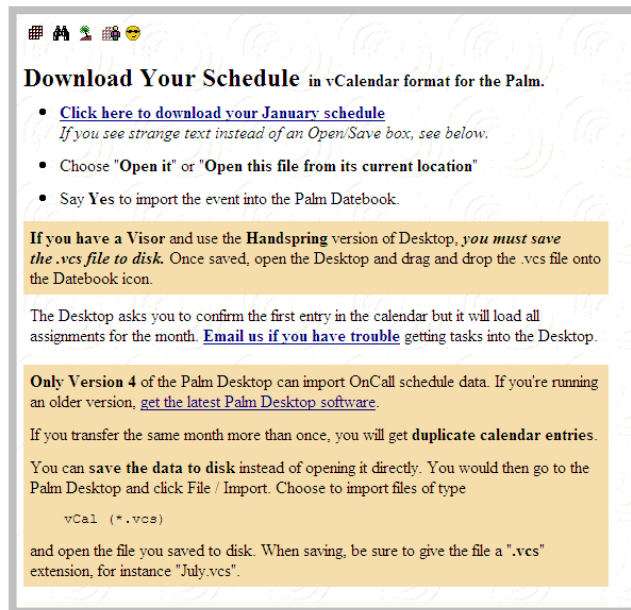 Download Your Schedule in vCalendar format for the Palm.
Click here to download your January schedule
If you see strange text instead of an Open/Save box, see below.
Choose "Open it" or "Open this file from its current location"
Say Yes to import the event into the Palm Datebook.
If you have a Visor and use the Handspring version of Desktop, you must save
the .vcs file to disk. Once saved, open the Desktop and drag and drop the .vcs file onto
the Datebook icon.
The Desktop asks you to confirm the first entry in the calendar but it will load all
assignments for the month. Email us if you have trouble getting tasks into the Desktop.
Only Version 4 of the Palm Desktop can import OnCall schedule data. If you're running
an older version, get the latest Palm Desktop software.
If you transfer the same month more than once, you will get duplicate calendar entries.
You can save the data to disk instead of opening it directly. You would then go to the
Palm Desktop and click File / Import. Choose to import files of type
vCal (*.vcs)
and open the file you saved to disk. When saving, be sure to give the file a ".vcs"
extension, for instance "July.vcs".